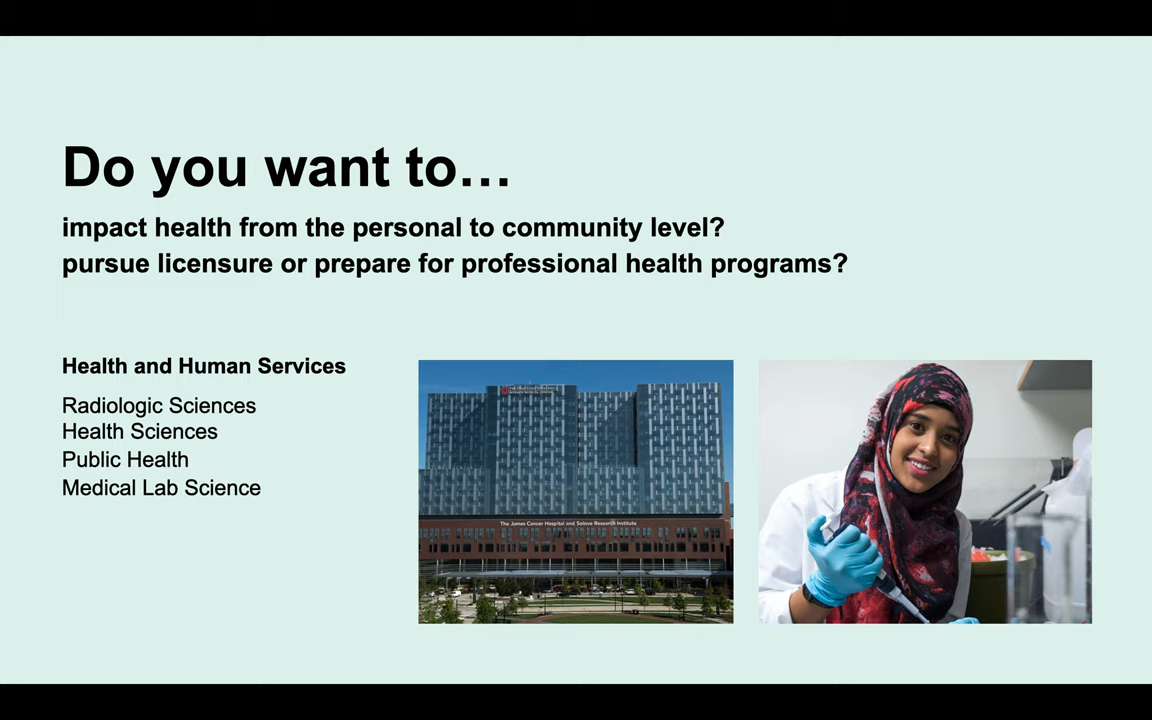 Do you want to…
impact health from the personal to community level?
pursue licensure or prepare for professional health programs?
Health and Human Services
Radiologic Sciences
Health Sciences
Public Health
Medical Lab Science
The James Cancer Hospital and Solove Research Institute